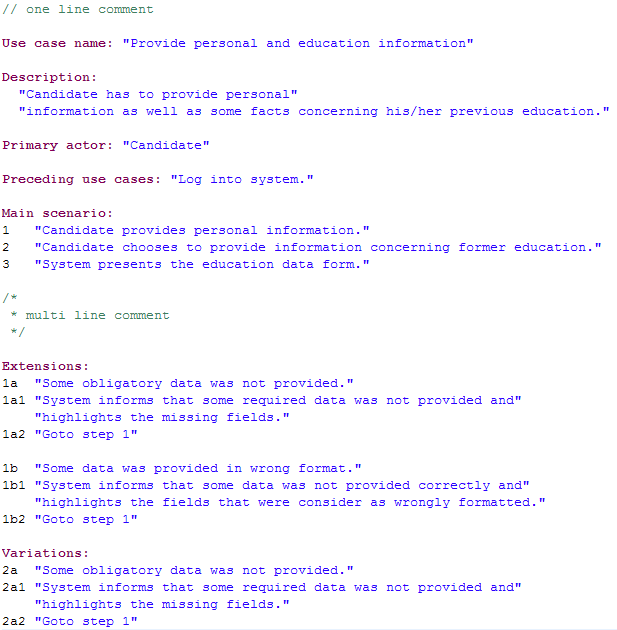 // one line comment
Use case name: "Provide personal and education information"
Description:
"Candidate has to provide personal"
"information as well as some facts concerning his/her previous education."
Primary actor: "Candidate"
Preceding use cases: "Log into system."
Main scenario:
1 "Candidate provides personal information."
2 "Candidate chooses to provide information concerning former education."
3 "System presents the education data form."
/*
* multi line comment
*/
Extensions:
1a "Some obligatory data was not provided."
1a1 "System informs that some required data was not provided and"
"highlights the missing fields."
1a2 "Goto step 1"
1b "Some data was provided in wrong format."
1b1 "System informs that some data was not provided correctly and"
"highlights the fields that were consider as wrongly formatted."
1b2 "Goto step 1"
Variations:
2a "Some obligatory data was not provided."
2a1 "System informs that some required data was not provided and"
"highlights the missing fields."
2a2 "Goto step 1"